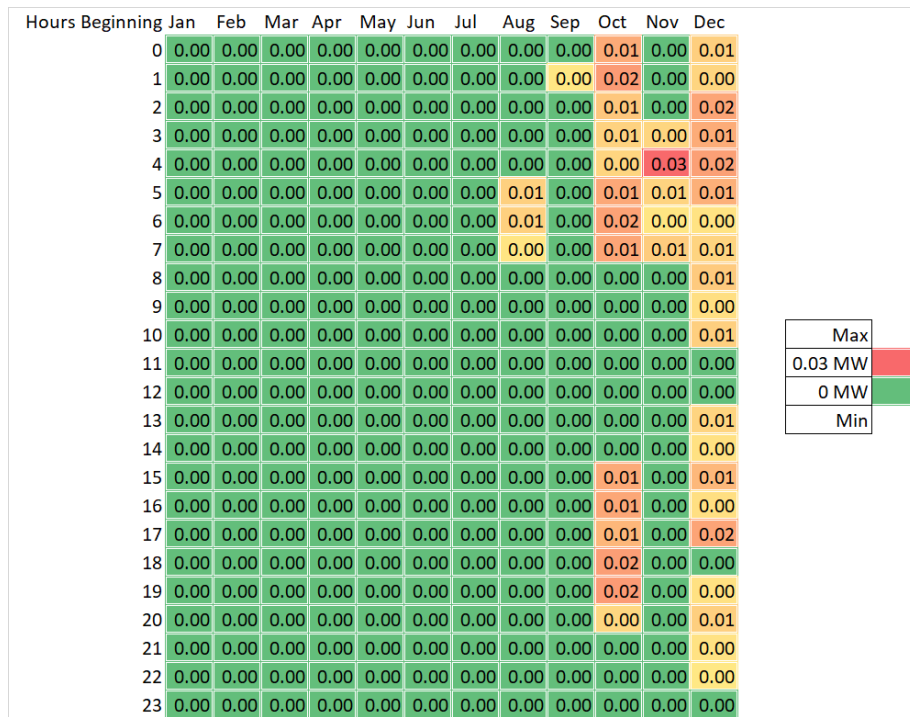 Hours Beginning Jan Feb Mar Apr May Jun Jul Aug Sep Oct Nov Dec
0 0.00 0.00 0.00 0.00 0.00 0.00 0.00 0.00 0.00 0.01 0.00 0.01
1 0.00 0.00 0.00 0.00 0.00 0.00 0.00 0.00 0.00 0.02 0.00 0.00
2 0.00 0.00 0.00 0.00 0.00 0.00 0.00 0.00 0.00 0.01 0.00 0.02
3 0.00 0.00 0.00 0.00 0.00 0.00 0.00 0.00 0.00 0.01 0.00 0.01
4 0.00 0.00 0.00 0.00 0.00 0.00 0.00 0.00 0.00 0.00 0.03 0.02
5 0.00 0.00 0.00 0.00 0.00 0.00 0.00 0.01 0.00 0.01 0.01 0.01
6 0.00 0.00 0.00 0.00 0.00 0.00 0.00 0.01 0.00 0.02 0.00 0.00
7 0.00 0.00 0.00 0.00 0.00 0.00 0.00 0.00 0.00 0.01 0.01 0.01
8 0.00 0.00 0.00 0.00 0.00 0.00 0.00 0.00 0.00 0.00 0.00 0.01
9 0.00 0.00 0.00 0.00 0.00 0.00 0.00 0.00 0.00 0.00 0.00 0.00
10 0.00 0.00 0.00 0.00 0.00 0.00 0.00 0.00 0.00 0.00 0.00 0.01
11 0.00 0.00 0.00 0.00 0.00 0.00 0.00 0.00 0.00 0.00 0.00 0.00
12 0.00 0.00 0.00 0.00 0.00 0.00 0.00 0.00 0.00 0.00 0.00 0.00
13 0.00 0.00 0.00 0.00 0.00 0.00 0.00 0.00 0.00 0.00 0.00 0.01
14 0.00 0.00 0.00 0.00 0.00 0.00 0.00 0.00 0.00 0.00 0.00 0.00
15 0.00 0.00 0.00 0.00 0.00 0.00 0.00 0.00 0.00 0.01 0.00 0.01
16 0.00 0.00 0.00 0.00 0.00 0.00 0.00 0.00 0.00 0.01 0.00 0.00
17 0.00 0.00 0.00 0.00 0.00 0.00 0.00 0.00 0.00 0.01 0.00 0.02
18 0.00 0.00 0.00 0.00 0.00 0.00 0.00 0.00 0.00 0.02 0.00 0.00
19 0.00 0.00 0.00 0.00 0.00 0.00 0.00 0.00 0.00 0.02 0.00 0.00
20 0.00 0.00 0.00 0.00 0.00 0.00 0.00 0.00 0.00 0.00 0.00 0.01
21 0.00 0.00 0.00 0.00 0.00 0.00 0.00 0.00 0.00 0.00 0.00 0.00
22 0.00 0.00 0.00 0.00 0.00 0.00 0.00 0.00 0.00 0.00 0.00 0.00
23 0.00 0.00 0.00 0.00 0.00 0.00 0.00 0.00 0.00 0.00 0.00 0.00
Max
0.03 MW
0 MW
Min